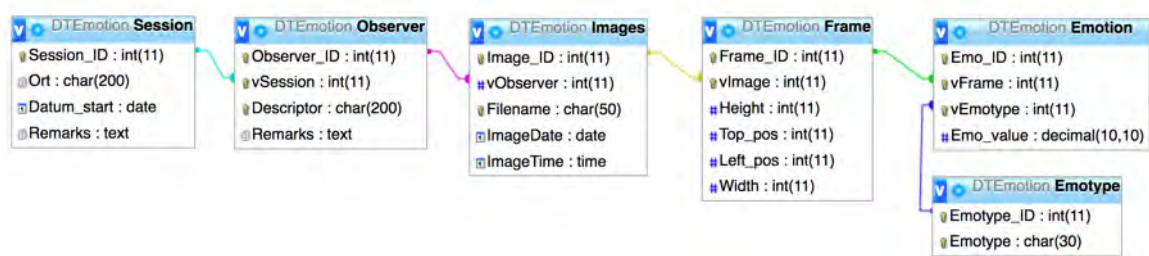 DTEmotion Session
Session_ID : int(11)
Ort : char(200)
Datum_start : date
Remarks : text
DTEmotion Observer
Observer_ID : int(11)
vSession : int(11)
Descriptor : char(200)
Remarks : text
DTEmotion Images
Image_ID : int(11)
vObserver : int(11)
Filename : char(50)
ImageDate : date
ImageTime : time
DTEmotion Frame
Frame_ID : int(11)
vImage : int(11)
Height : int(11)
Top_pos : int(11)
Left_pos : int(11)
Width : int(11)
DTEmotion Emotion
Emo_ID : int(11)
vFrame : int(11)
vEmotype : int(11)
Emo_value : decimal(10,10)
DTEmotion Emotype
Emotype_ID : int(11)
Emotype : char(30)